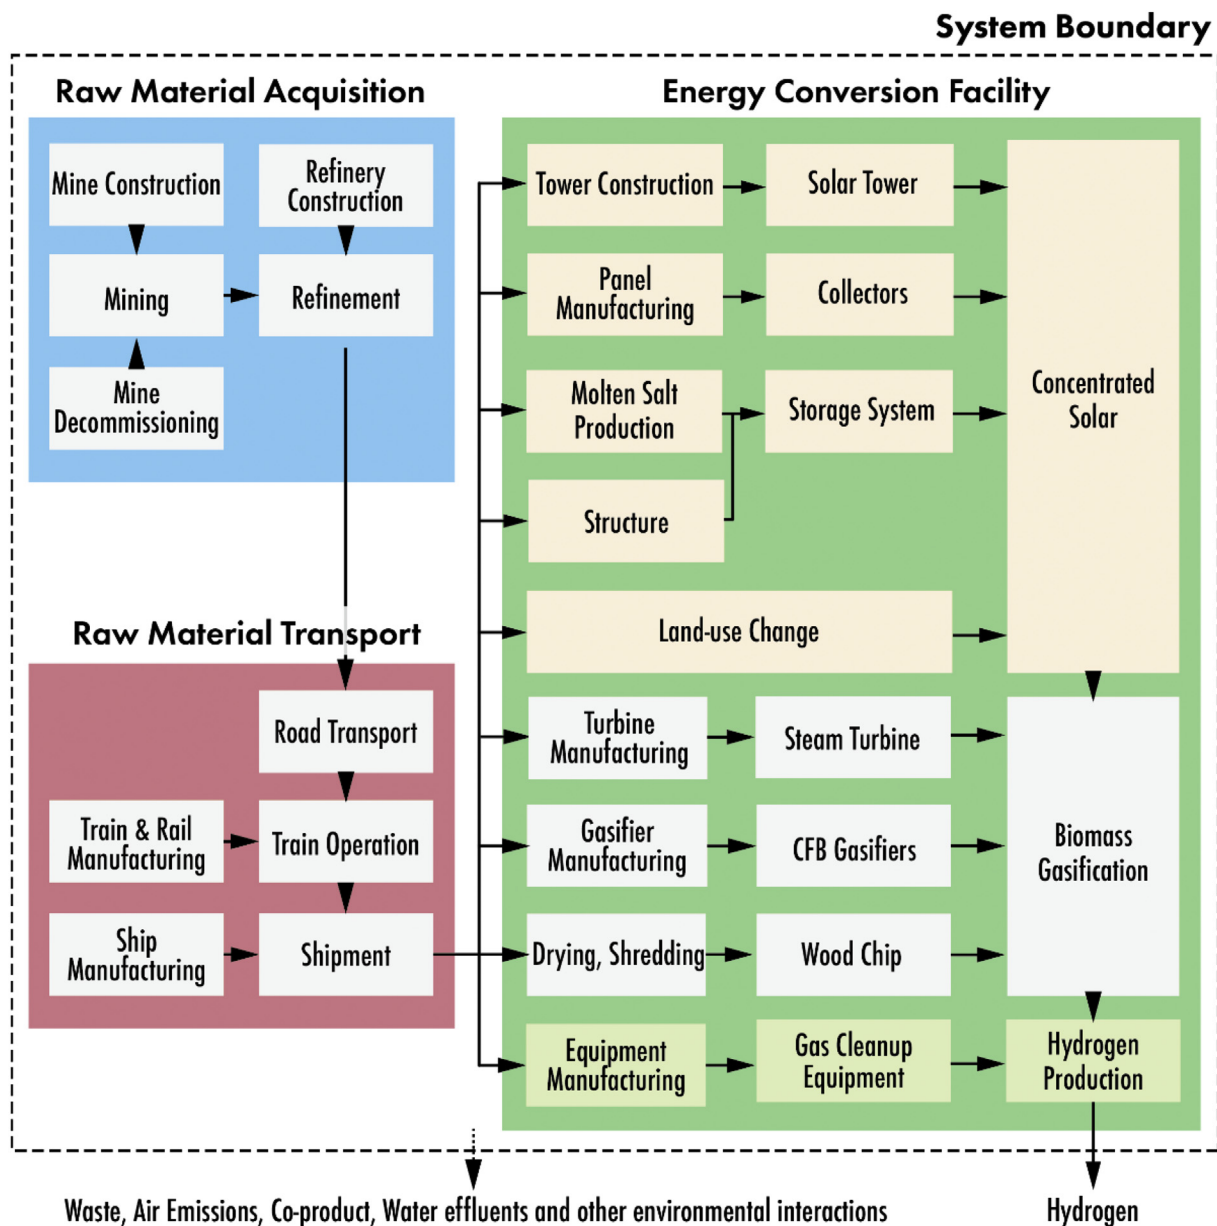 System Boundary
Raw Material Acquisition
Mine Construction
Refinery
Construction
Mining
Refinement
Mine
Decommissioning
Raw Material Transport
Road Transport
Train & Rail
Manufacturing
Train Operation
Ship
Manufacturing
Shipment
Energy Conversion Facility
Tower Construction
Solar Tower
Panel
Manufacturing
Collectors
Molten Salt
Production
Storage System
Structure
Land-use Change
Concentrated
Solar
Turbine
Manufacturing
Steam Turbine
Gasifier
Manufacturing
CFB Gasifiers
Drying, Shredding
Wood Chip
Biomass
Gasification
Equipment
Manufacturing
Gas Cleanup
Equipment
Hydrogen
Production
Waste, Air Emissions, Co-product, Water effluents and other environmental interactions
Hydrogen